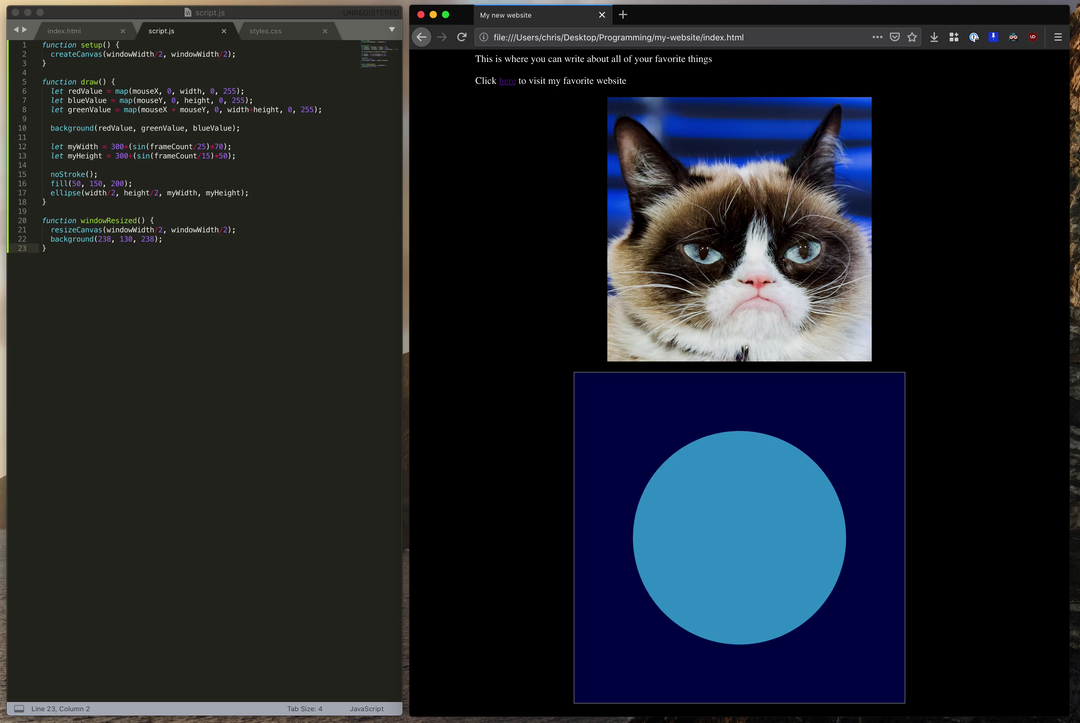 script.js
UNREGISTERED
index.html
script.js
styles.css
1 function setup() {
2 createCanvas(windowWidth/2, windowWidth/2);
3 }
4
5 function draw() {
6 let redValue = map(mouseX, 0, width, 0, 255);
7 let blueValue = map(mouseY, 0, height, 0, 255);
8 let greenValue = map(mouseX + mouseY, 0, width+height, 0, 255);
9
10 background(redValue, greenValue, blueValue);
11
12 let myWidth = 300+(sin(frameCount/25)*70);
13 let myHeight = 300+(sin(frameCount/15)*50);
14
15 noStroke();
16 fill(50, 150, 200);
17 ellipse(width/2, height/2, myWidth, myHeight);
18 }
19
20 function windowResized() {
21 resizeCanvas(windowWidth/2, windowWidth/2);
22 background(238, 130, 238);
23 }
Line 23, Column 2
Tab Size: 4
JavaScript
My new website
file:///Users/chris/Desktop/Programming/my-website/index.html
This is where you can write about all of your favorite things
Click here to visit my favorite website